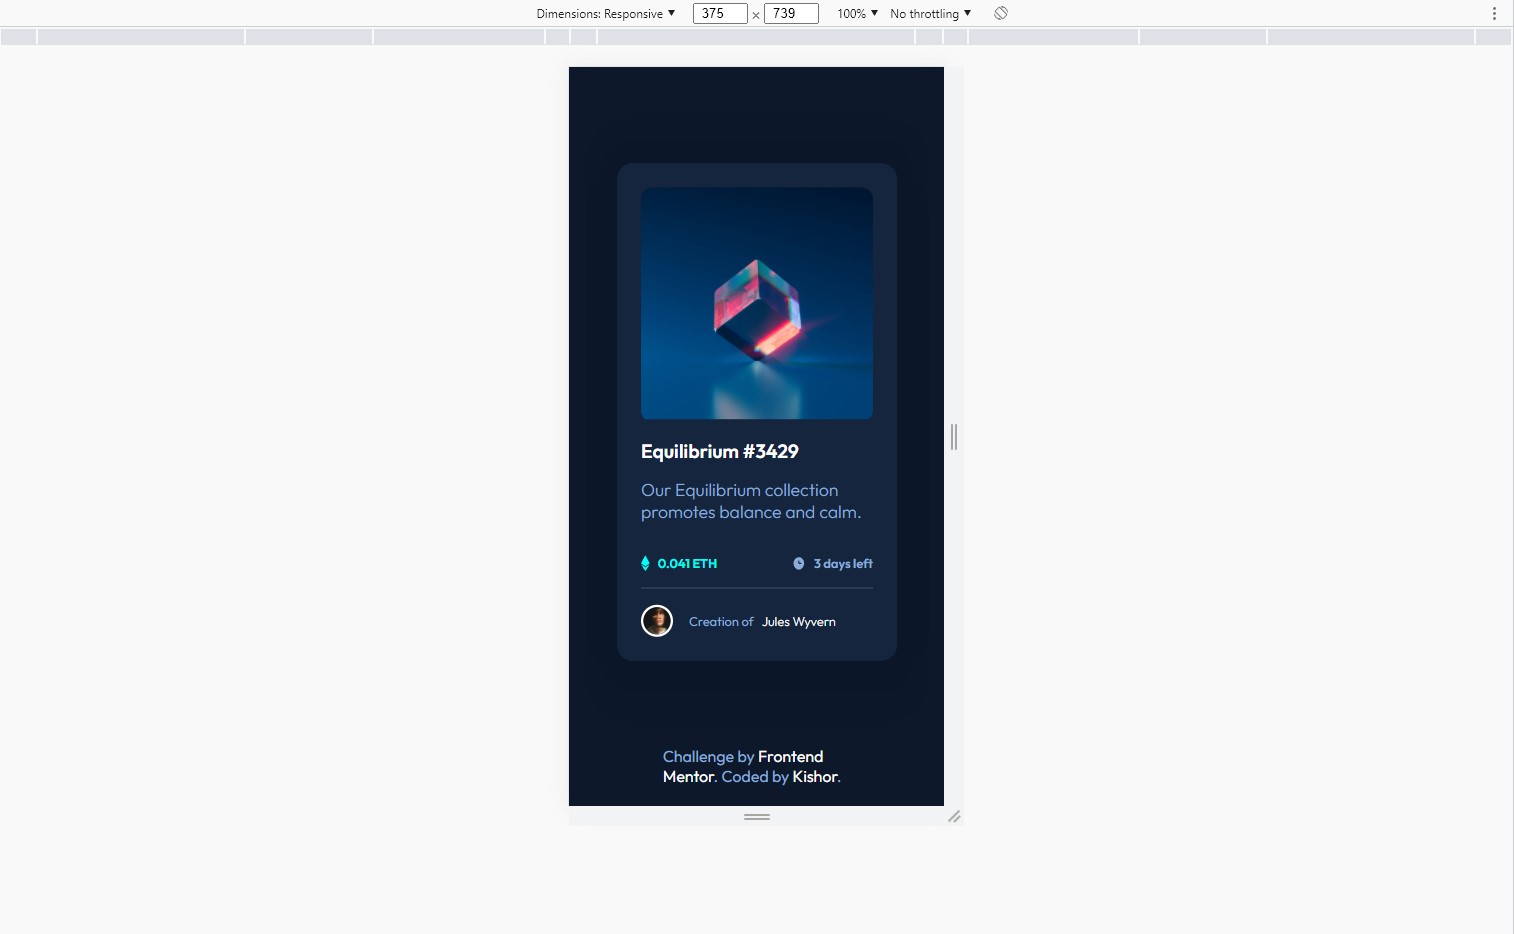 Dimensions: Responsive ▼ 375 × 739 100% ▼ No throttling ▼
Equilibrium #3429
Our Equilibrium collection
promotes balance and calm.
0.041 ETH 3 days left
Creation of Jules Wyvern
Challenge by Frontend
Mentor. Coded by Kishor.